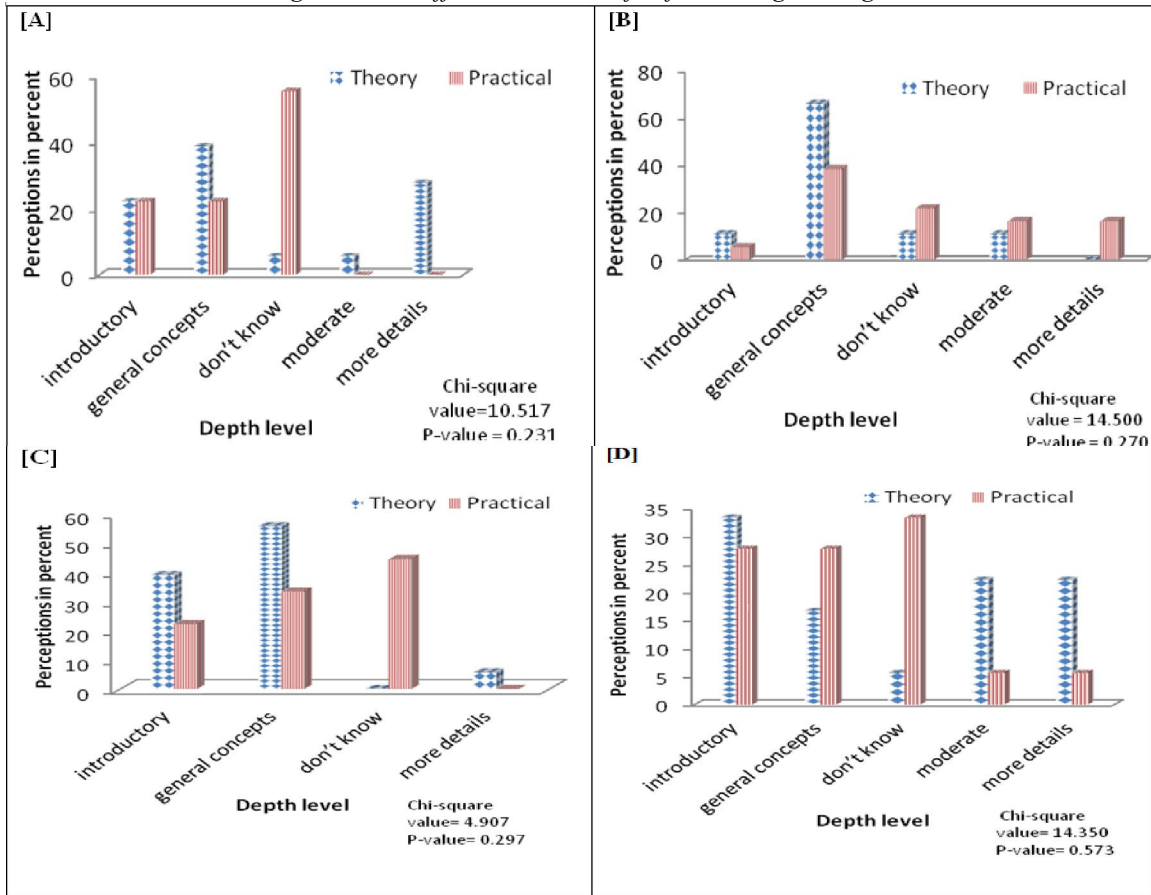 [A]
Theory Practical
Perceptions in percent
60
40
20
0
introductory
general concepts
don't know
moderate
more details
Depth level
Chi-square
value=10.517
P-value = 0.231
[B]
Theory Practical
Perceptions in percent
80
60
40
20
0
introductory
general concepts
don't know
moderate
more details
Depth level
Chi-square
value = 14.500
P-value = 0.270
[C]
Theory Practical
Perceptions in percent
60
50
40
30
20
10
0
introductory
general concepts
don't know
more details
Depth level
Chi-square
value= 4.907
P-value= 0.297
[D]
Theory Practical
Perceptions in percent
35
30
25
20
15
10
5
0
introductory
general concepts
don't know
moderate
more details
Depth level
Chi-square
value= 14.350
P-value= 0.573